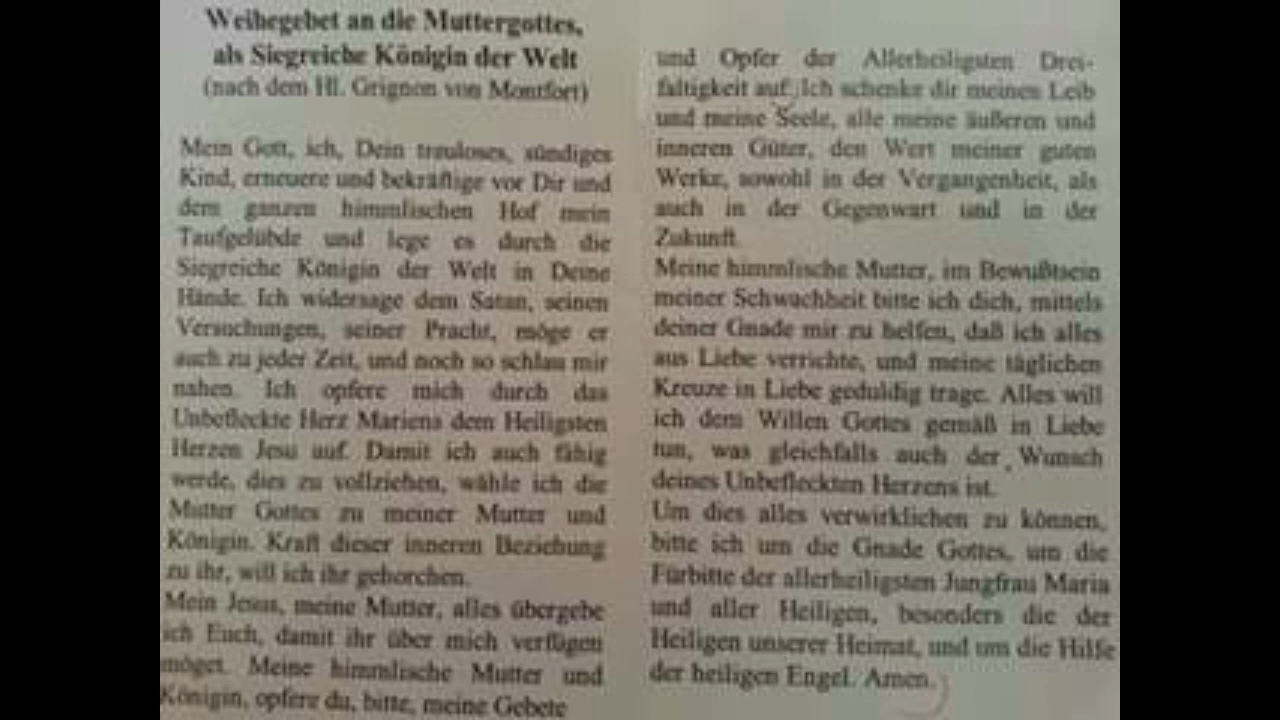 Weihegebet an die Muttergottes,
als Siegreiche Königin der Welt
(nach dem Hl. Grignon von Montfort)
Mein Gott, ich, Dein treuloses, sündiges
Kind, erneuere und bekräftige vor Dir und
dem ganzen himmlischen Hof mein
Taufgelübde und lege es durch die
Siegreiche Königin der Welt in Deine
Hände. Ich widersage dem Satan, seinen
Versuchungen, seiner Pracht, möge er
auch zu jeder Zeit, und noch so schlau mir
nahen. Ich opfere mich durch das
Unbefleckte Herz Mariens dem Heiligsten
Herzen Jesu auf. Damit ich auch fähig
werde, dies zu vollziehen, wähle ich die
Mutter Gottes zu meiner Mutter und
Königin. Kraft dieser inneren Beziehung
zu ihr, will ich ihr gehorchen.
Mein Jesus, meine Mutter, alles übergebe
ich Euch, damit ihr über mich verfügen
möget. Meine himmlische Mutter und
Königin, opfere du, bitte, meine Gebete
und Opfer der Allerheiligsten Drei-
faltigkeit auf. Ich schenke dir meinen Leib
und meine Seele, alle meine äußeren und
inneren Güter, den Wert meiner guten
Werke, sowohl in der Vergangenheit, als
auch in der Gegenwart und in der
Zukunft.
Meine himmlische Mutter, im Bewußtsein
meiner Schwachheit bitte ich dich, mittels
deiner Gnade mir zu helfen, daß ich alles
aus Liebe verrichte, und meine täglichen
Kreuze in Liebe geduldig trage. Alles will
ich dem Willen Gottes gemäß in Liebe
tun, was gleichfalls auch der Wunsch
deines Unbefleckten Herzens ist.
Um dies alles verwirklichen zu können,
bitte ich um die Gnade Gottes, um die
Fürbitte der allerheiligsten Jungfrau Maria
und aller Heiligen, besonders die der
Heiligen unserer Heimat, und um die Hilfe
der heiligen Engel. Amen.